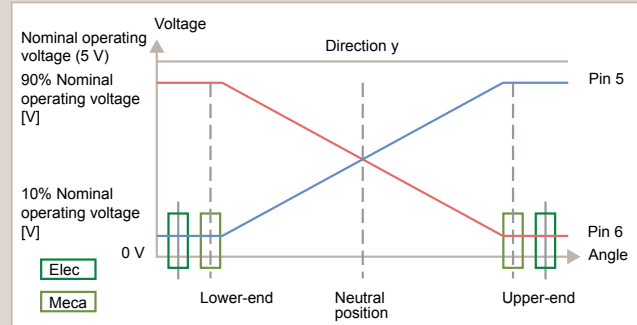 Voltage
Nominal operating
voltage (5 V)
Direction y
90% Nominal
operating voltage
[V]
Pin 5
10% Nominal
operating voltage
[V]
Pin 6
0 V
Angle
Elec
Meca
Lower-end
Neutral
position
Upper-end